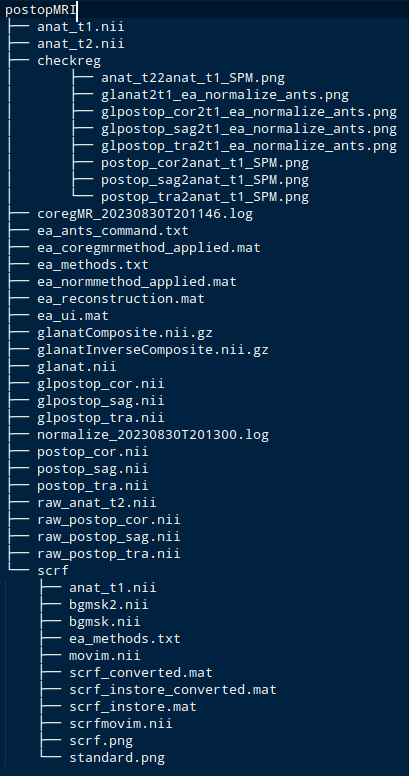 postopMRI
├── anat_t1.nii
├── anat_t2.nii
├── checkreg
│       ├── anat_t22anat_t1_SPM.png
│       ├── glanat2t1_ea_normalize_ants.png
│       ├── glpostop_cor2t1_ea_normalize_ants.png
│       ├── glpostop_sag2t1_ea_normalize_ants.png
│       ├── glpostop_tra2t1_ea_normalize_ants.png
│       ├── postop_cor2anat_t1_SPM.png
│       ├── postop_sag2anat_t1_SPM.png
│       └── postop_tra2anat_t1_SPM.png
├── coregMR_20230830T201146.log
├── ea_ants_command.txt
├── ea_coregmrmethod_applied.mat
├── ea_methods.txt
├── ea_normmethod_applied.mat
├── ea_reconstruction.mat
├── ea_ui.mat
├── glanatComposite.nii.gz
├── glanatInverseComposite.nii.gz
├── glanat.nii
├── glpostop_cor.nii
├── glpostop_sag.nii
├── glpostop_tra.nii
├── normalize_20230830T201300.log
├── postop_cor.nii
├── postop_sag.nii
├── postop_tra.nii
├── raw_anat_t2.nii
├── raw_postop_cor.nii
├── raw_postop_sag.nii
├── raw_postop_tra.nii
└── scrf
    ├── anat_t1.nii
    ├── bgmsk2.nii
    ├── bgmsk.nii
    ├── ea_methods.txt
    ├── movim.nii
    ├── scrf_converted.mat
    ├── scrf_instore_converted.mat
    ├── scrf_instore.mat
    ├── scrfmovim.nii
    ├── scrf.png
    └── standard.png